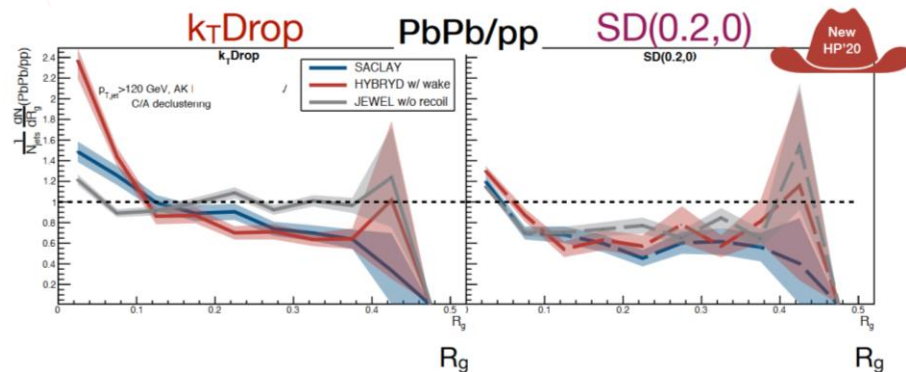 kTDrop PbPb/pp SD(0.2,0)
New
HP'20
kTDrop
SD(0.2,0)
1/Njets dN/dRg (PbPb/pp)
pT,jet>120 GeV, AK
C/A declustering
SACLAY
HYBRYD w/ wake
JEWEL w/o recoil
2.4
2.2
2
1.8
1.6
1.4
1.2
1
0.8
0.6
0.4
0.2
0 0.1 0.2 0.3 0.4 0.5
0.1 0.2 0.3 0.4 0.5
Rg
Rg
Rg
Rg